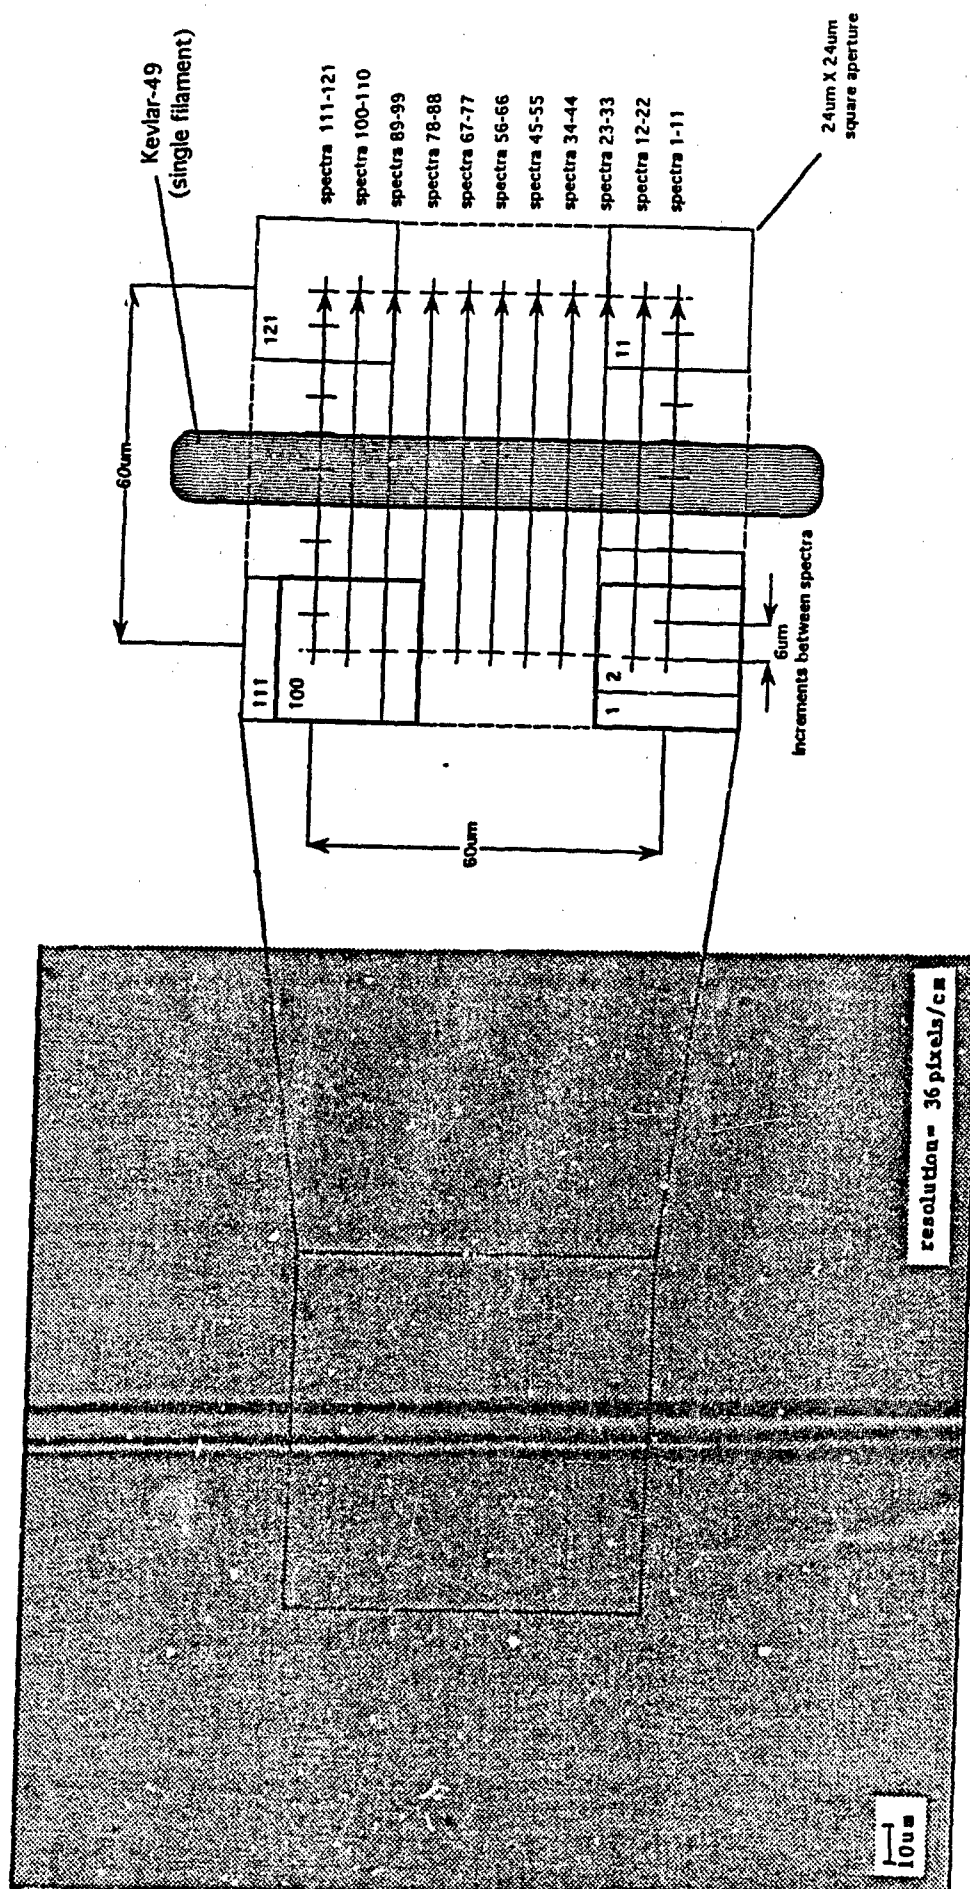 Kevlar-49
(single filament)
60um
121
spectra 111-121
spectra 100-110
spectra 89-99
spectra 78-88
spectra 67-77
spectra 56-66
spectra 45-55
spectra 34-44
spectra 23-33
spectra 12-22
spectra 1-11
11
24um X 24um
square aperture
111
100
1
2
6um
increments between spectra
60um
resolution= 36 pixels/cm
10um